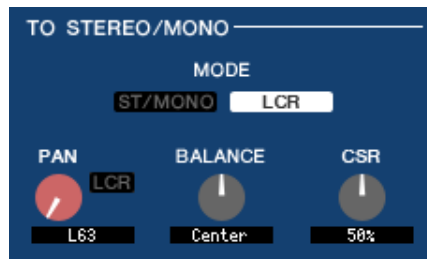 TO STEREO/MONO
MODE
ST/MONO LCR
PAN BALANCE CSR
LCR
L63 Center 50%